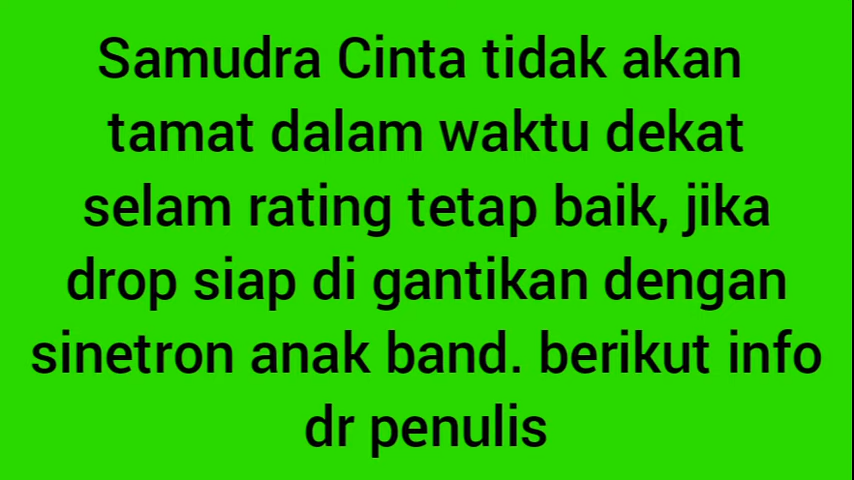 Samudra Cinta tidak akan
tamat dalam waktu dekat
selam rating tetap baik, jika
drop siap di gantikan dengan
sinetron anak band. berikut info
dr penulis